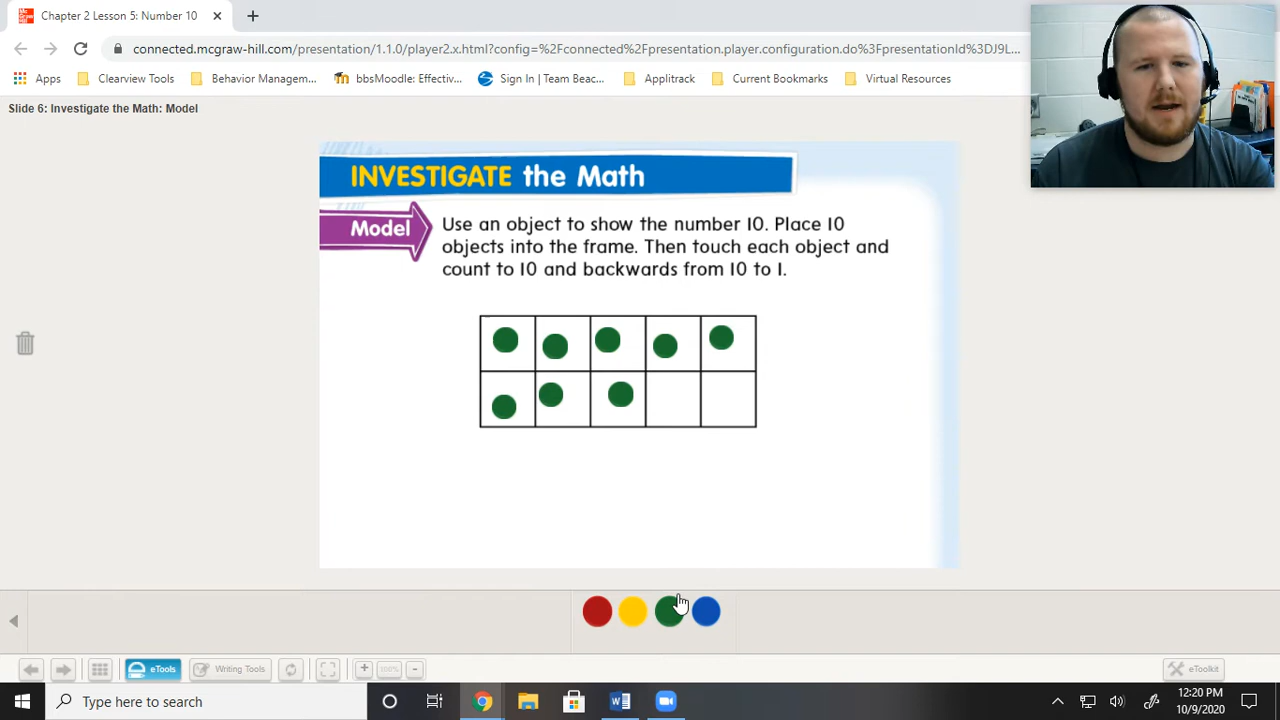 Mc Graw Hill
Chapter 2 Lesson 5: Number 10
connected.mcgraw-hill.com/presentation/1.1.0/player2.x.html?config=%2Fconnected%2Fpresentation.player.configuration.do%3FpresentationId%3DJ9L...
Apps Clearview Tools Behavior Managem... bbsMoodle: Effectiv... Sign In | Team Beac... Applitrack Current Bookmarks Virtual Resources
Slide 6: Investigate the Math: Model
INVESTIGATE the Math
Model
Use an object to show the number 10. Place 10
objects into the frame. Then touch each object and
count to 10 and backwards from 10 to 1.
eTools Writing Tools 100% eToolkit
Type here to search
12:20 PM
10/9/2020